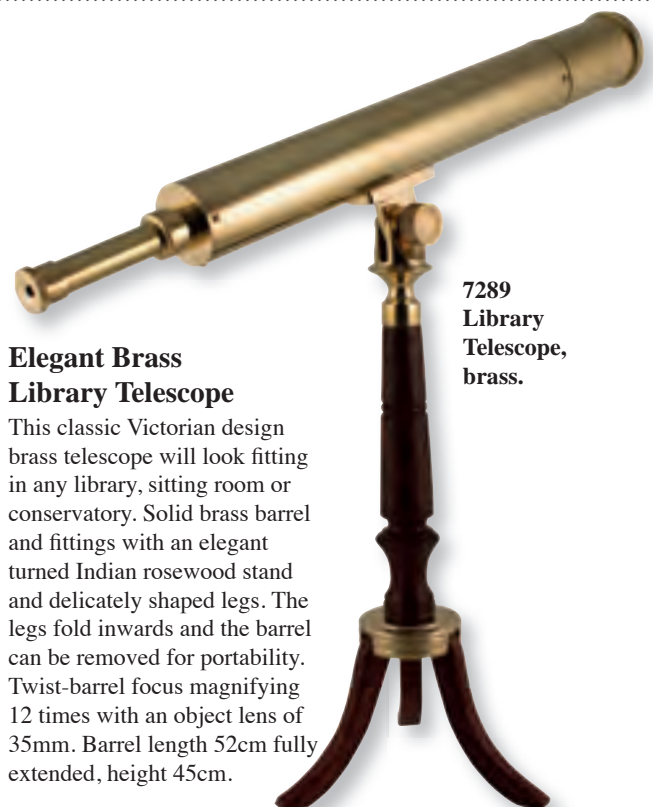 7289
Library
Telescope,
brass.
Elegant Brass
Library Telescope
This classic Victorian design
brass telescope will look fitting
in any library, sitting room or
conservatory. Solid brass barrel
and fittings with an elegant
turned Indian rosewood stand
and delicately shaped legs. The
legs fold inwards and the barrel
can be removed for portability.
Twist-barrel focus magnifying
12 times with an object lens of
35mm. Barrel length 52cm fully
extended, height 45cm.